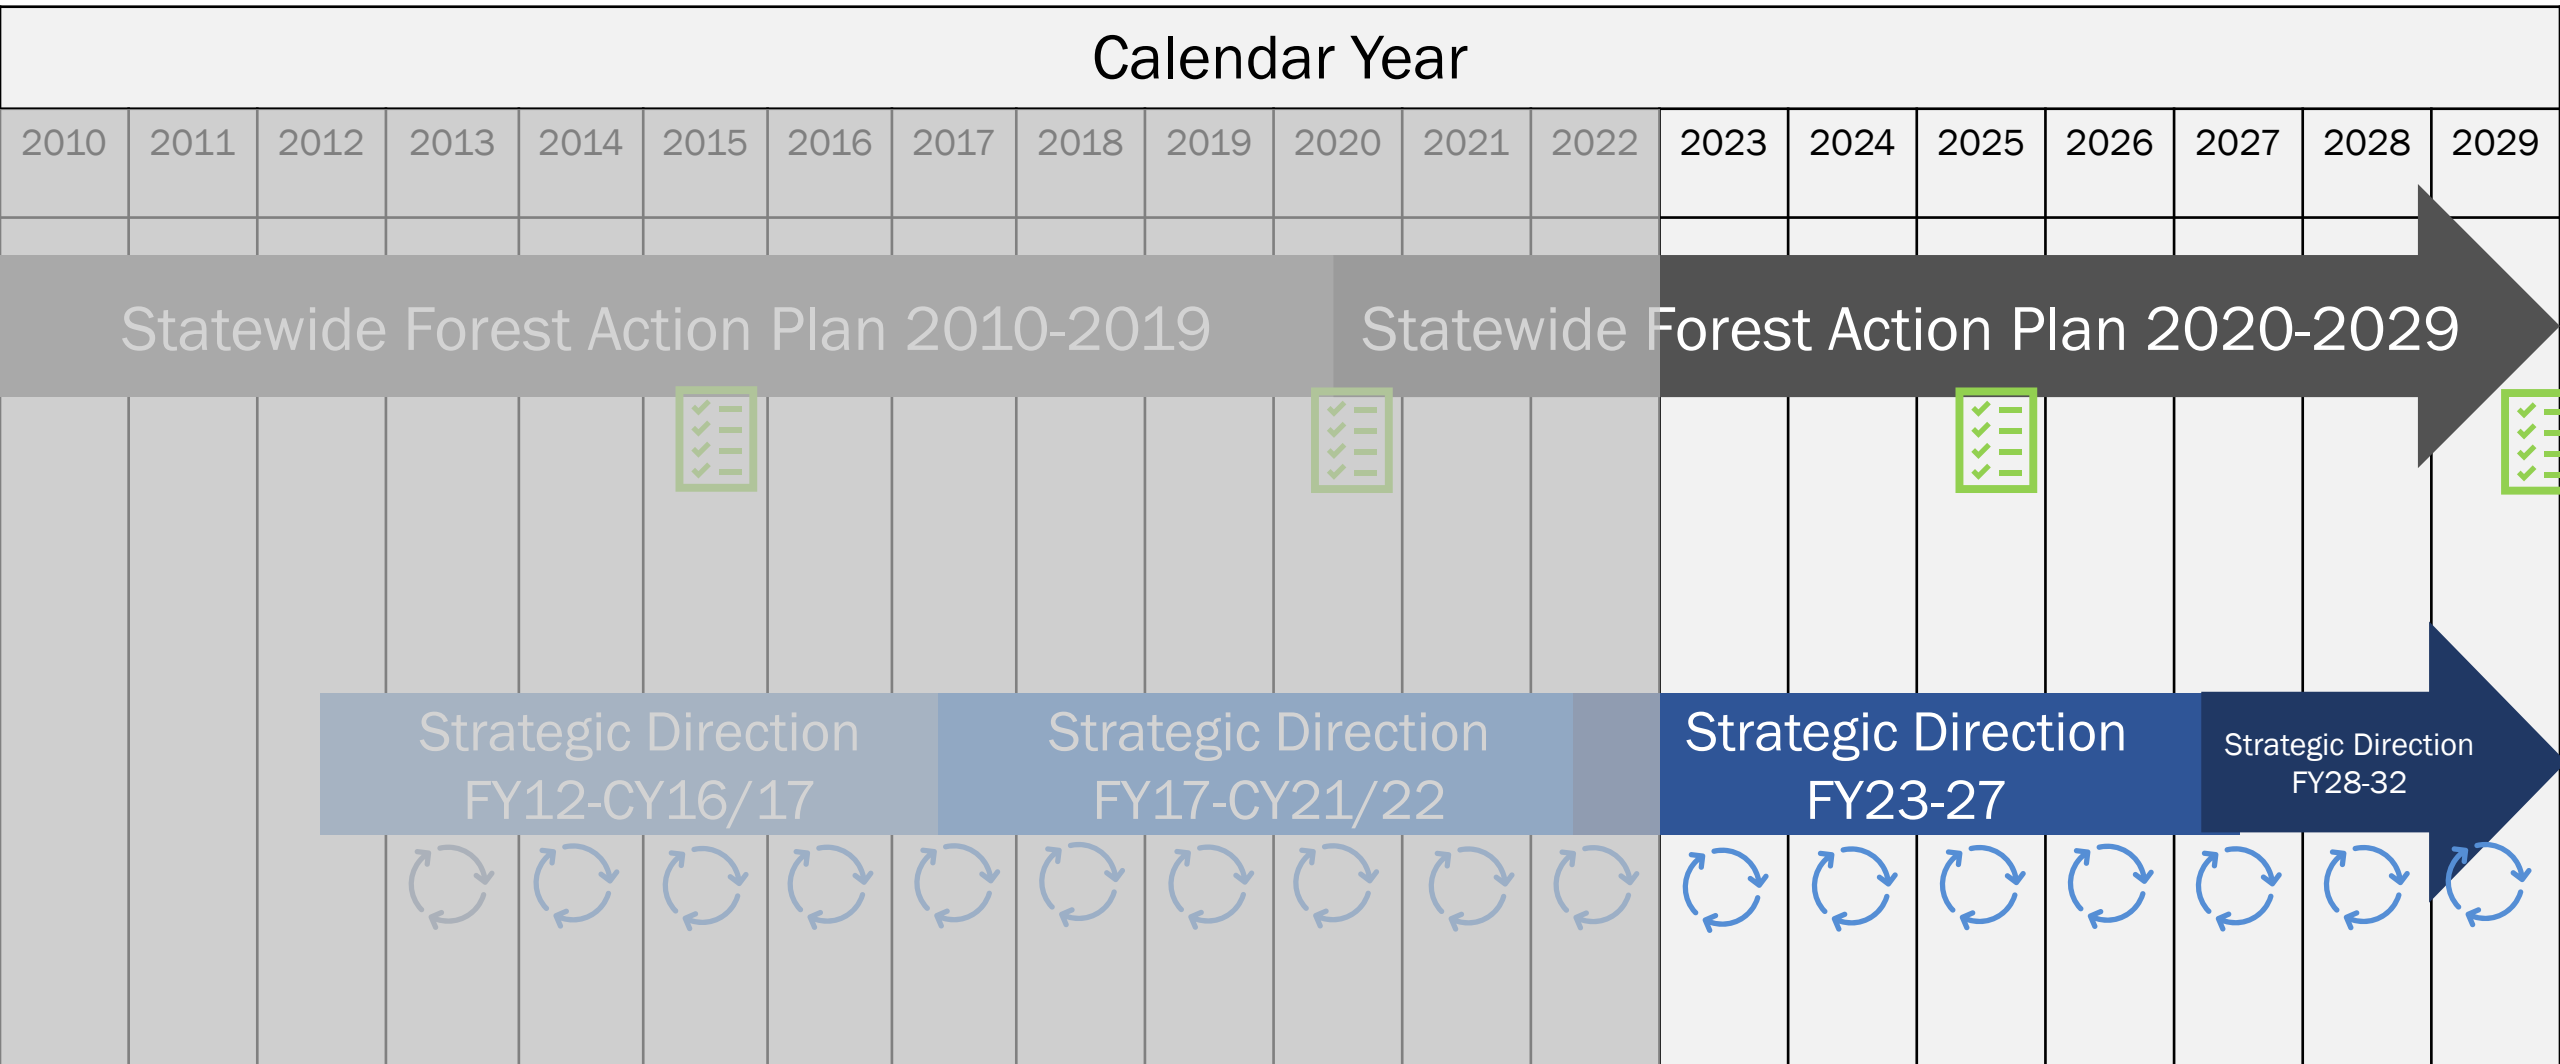 Calendar Year
2010 2011 2012 2013 2014 2015 2016 2017 2018 2019 2020 2021 2022 2023 2024 2025 2026 2027 2028 2029
Statewide Forest Action Plan 2010-2019
Statewide Forest Action Plan 2020-2029
Strategic Direction
FY12-CY16/17
Strategic Direction
FY17-CY21/22
Strategic Direction
FY23-27
Strategic Direction
FY28-32